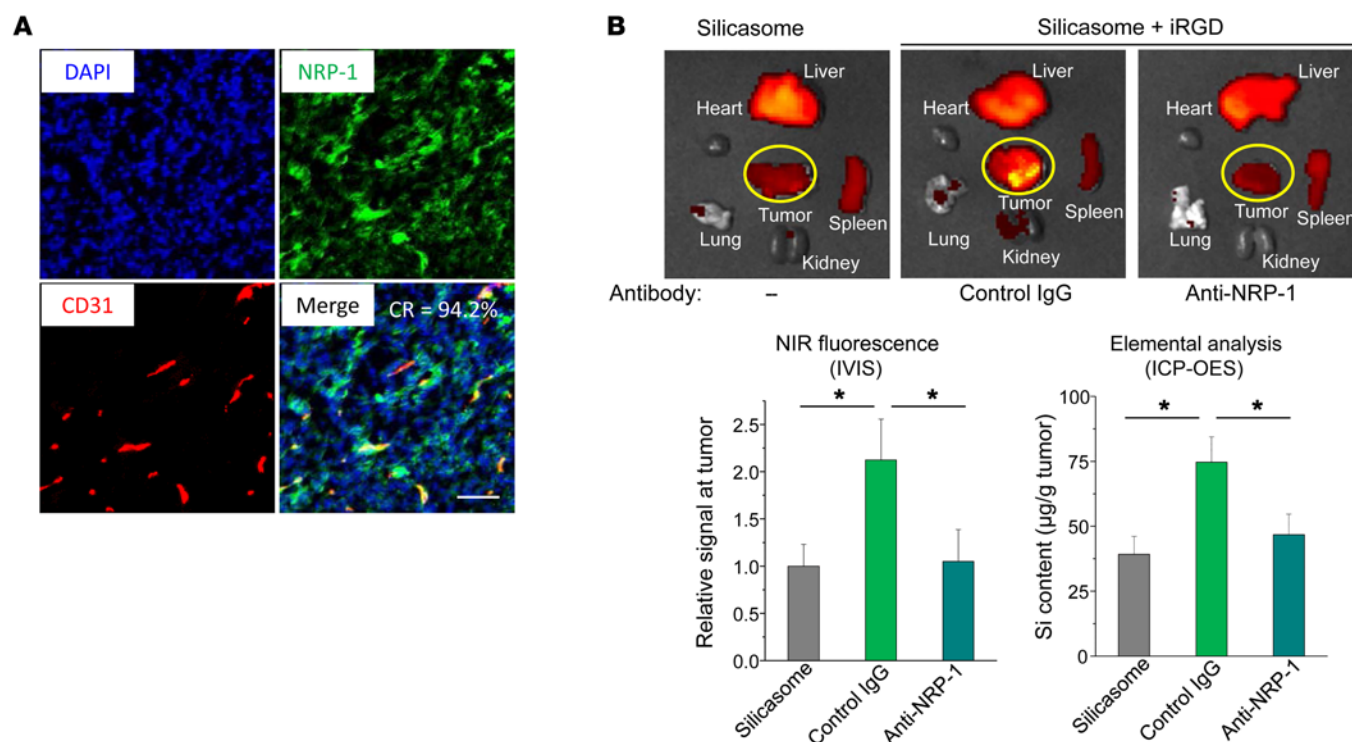 A
DAPI
NRP-1
CD31
Merge
CR = 94.2%
B
Silicasome
Silicasome + iRGD
Liver
Heart
Tumor
Spleen
Lung
Kidney
Liver
Heart
Tumor
Spleen
Lung
Kidney
Liver
Heart
Tumor
Spleen
Lung
Kidney
Antibody: – Control IgG Anti-NRP-1
NIR fluorescence
(IVIS)
Relative signal at tumor
2.5
2.0
1.5
1.0
0.5
0.0
* *
Silicasome
Control IgG
Anti-NRP-1
Elemental analysis
(ICP-OES)
Si content (µg/g tumor)
100
75
50
25
0
* *
Silicasome
Control IgG
Anti-NRP-1